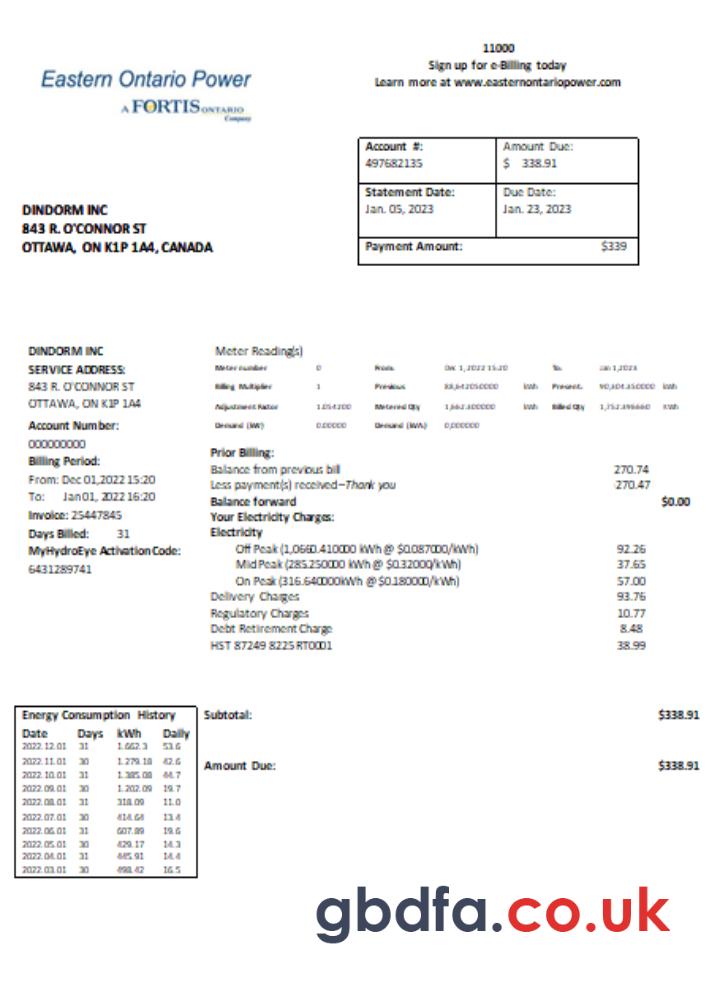 11000
Sign up for e-Billing today
Learn more at www.easternontariopower.com
Eastern Ontario Power
A FORTIS ONTARIO
Company
Account #: Amount Due:
497682135 $ 338.91
Statement Date: Due Date:
Jan. 05, 2023 Jan. 23, 2023
Payment Amount: $339
DINDORM INC
843 R. O'CONNOR ST
OTTAWA, ON K1P 1A4, CANADA
DINDORM INC
SERVICE ADDRESS:
843 R. O'CONNOR ST
OTTAWA, ON K1P 1A4
Account Number:
000000000
Billing Period:
From: Dec 01,2022 15:20
To: Jan 01, 2022 16:20
Invoice: 25447845
Days Billed: 31
MyHydroEye Activation Code:
6431289741
Meter Reading(s)
Meter number 0 From: Dec 1, 2022 15:20 To: Jan 1,2023
Billing Multiplier 1 Previous kWh Present. kWh
Adjustment Factor 1.054200 Metered Qty kWh Billed Qty kWh
Demand (kW) 0.00000 Demand (kVA) 0,000000
Prior Billing:
Balance from previous bill 270.74
Less payment(s) received–Thank you 270.47
Balance forward $0.00
Your Electricity Charges:
Electricity
Off Peak (1,0660.410000 kWh @ $0.087000/kWh) 92.26
Mid Peak (285.250000 kWh @ $0.32000/kWh) 37.65
On Peak (316.640000kWh @ $0.180000/kWh) 57.00
Delivery Charges 93.76
Regulatory Charges 10.77
Debt Retirement Charge 8.48
HST 87249 8225 RT0001 38.99
Energy Consumption History
Date Days kWh Daily
2022.12.01 31 1.662.3 53.6
2022.11.01 30 1.279.18 42.6
2022.10.01 31 1.385.08 44.7
2022.09.01 30 1.202.09 19.7
2022.08.01 31 318.09 11.0
2022.07.01 30 414.64 13.4
2022.06.01 31 607.89 19.6
2022.05.01 30 429.17 14.3
2022.04.01 31 445.91 14.4
2022.03.01 30 498.42 16.5
Subtotal: $338.91
Amount Due: $338.91
gbdfa.co.uk